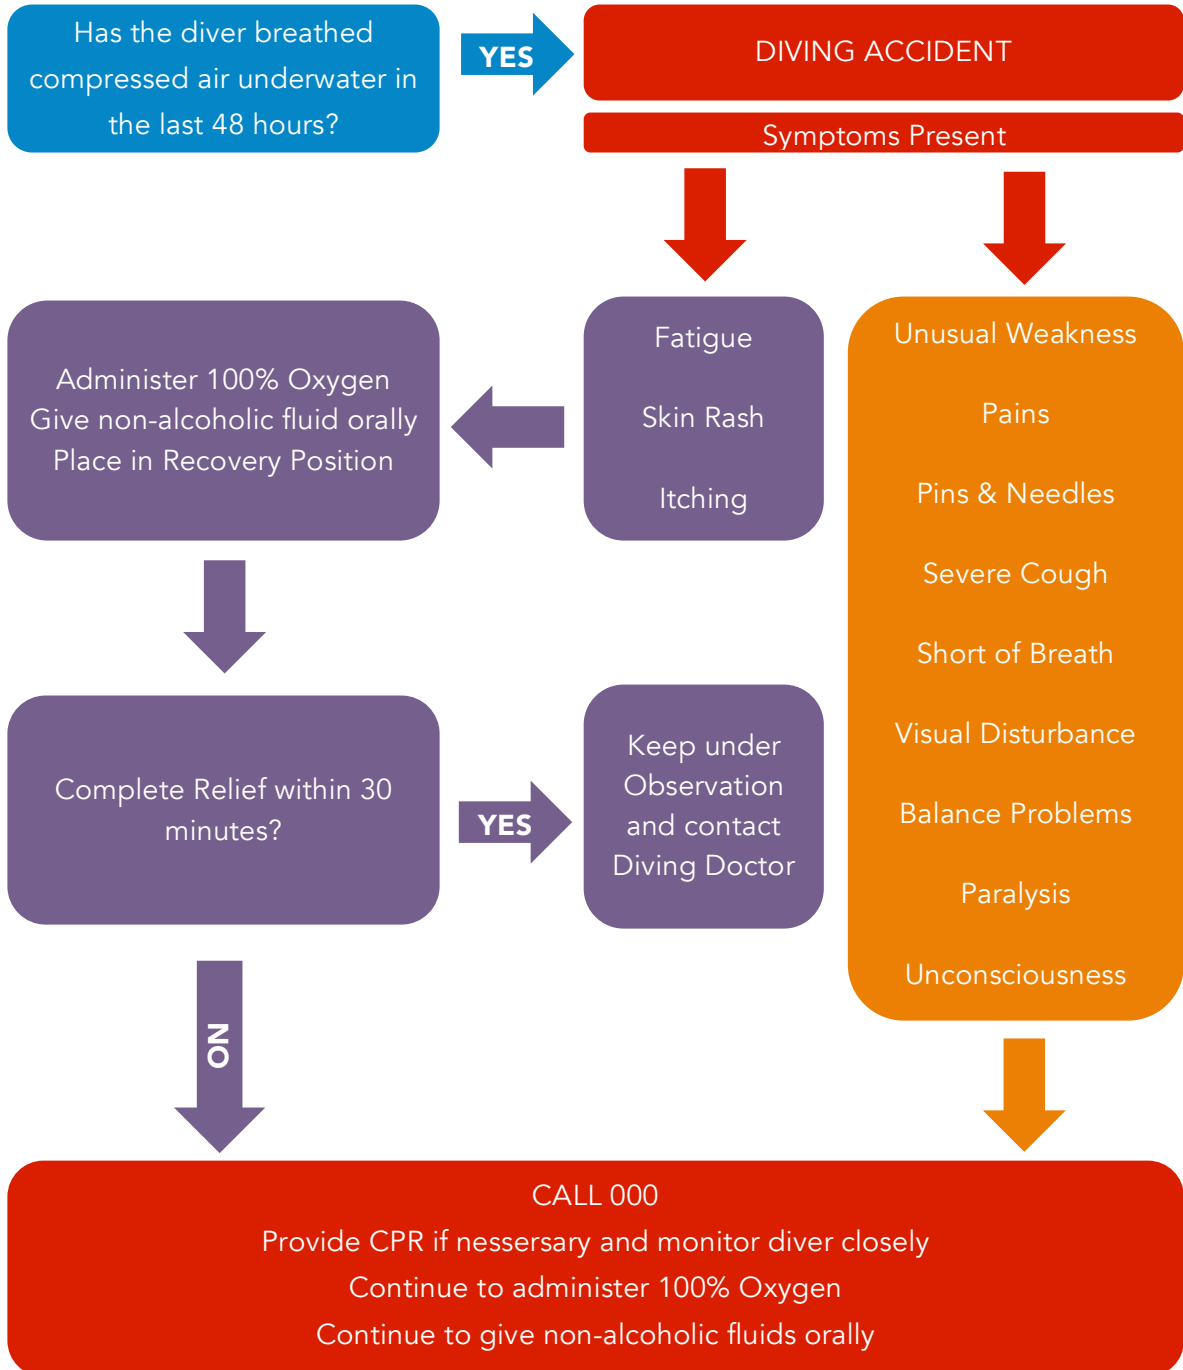 Has the diver breathed
compressed air underwater in
the last 48 hours?
YES
DIVING ACCIDENT
Symptoms Present
Administer 100% Oxygen
Give non-alcoholic fluid orally
Place in Recovery Position
Fatigue
Skin Rash
Itching
Unusual Weakness
Pains
Pins & Needles
Severe Cough
Short of Breath
Visual Disturbance
Balance Problems
Paralysis
Unconsciousness
Complete Relief within 30
minutes?
YES
Keep under
Observation
and contact
Diving Doctor
NO
CALL 000
Provide CPR if nessersary and monitor diver closely
Continue to administer 100% Oxygen
Continue to give non-alcoholic fluids orally